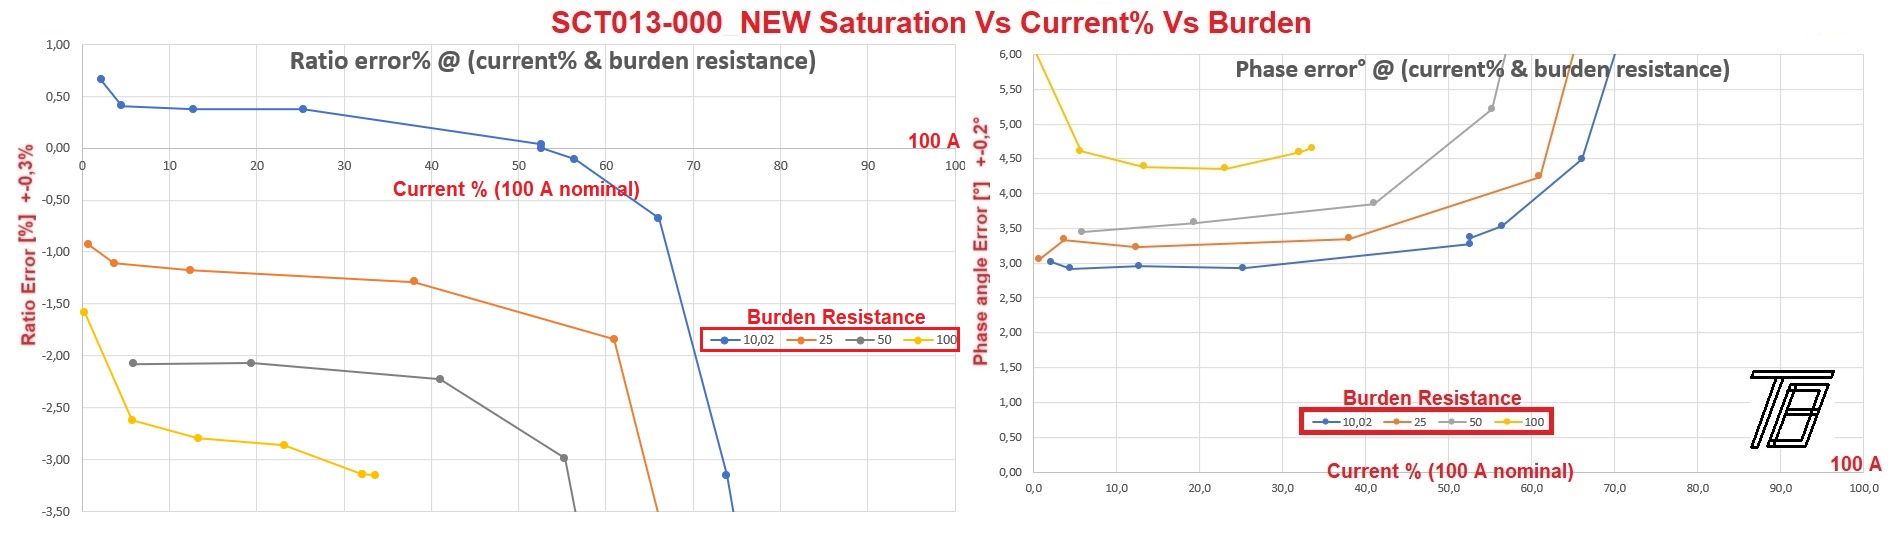 SCT013-000_NEW Saturation Vs Current% Vs Burden
Ratio error% @ (current% & burden resistance)
1,00
0,50
0,00
-0,50
-1,00
-1,50
-2,00
-2,50
-3,00
-3,50
0 10 20 30 40 50 60 70 80 90 100
100 A
Current % (100 A nominal)
Ratio Error [%] +-0,3%
Burden Resistance
10,02 25 50 100
Phase error° @ (current% & burden resistance)
6,00
5,50
5,00
4,50
4,00
3,50
3,00
2,50
2,00
1,50
1,00
0,50
0,00
0,0 10,0 20,0 30,0 40,0 50,0 60,0 70,0 80,0 90,0 100,0
100 A
Current % (100 A nominal)
Phase angle Error [°] +-0,2°
Burden Resistance
10,02 25 50 100